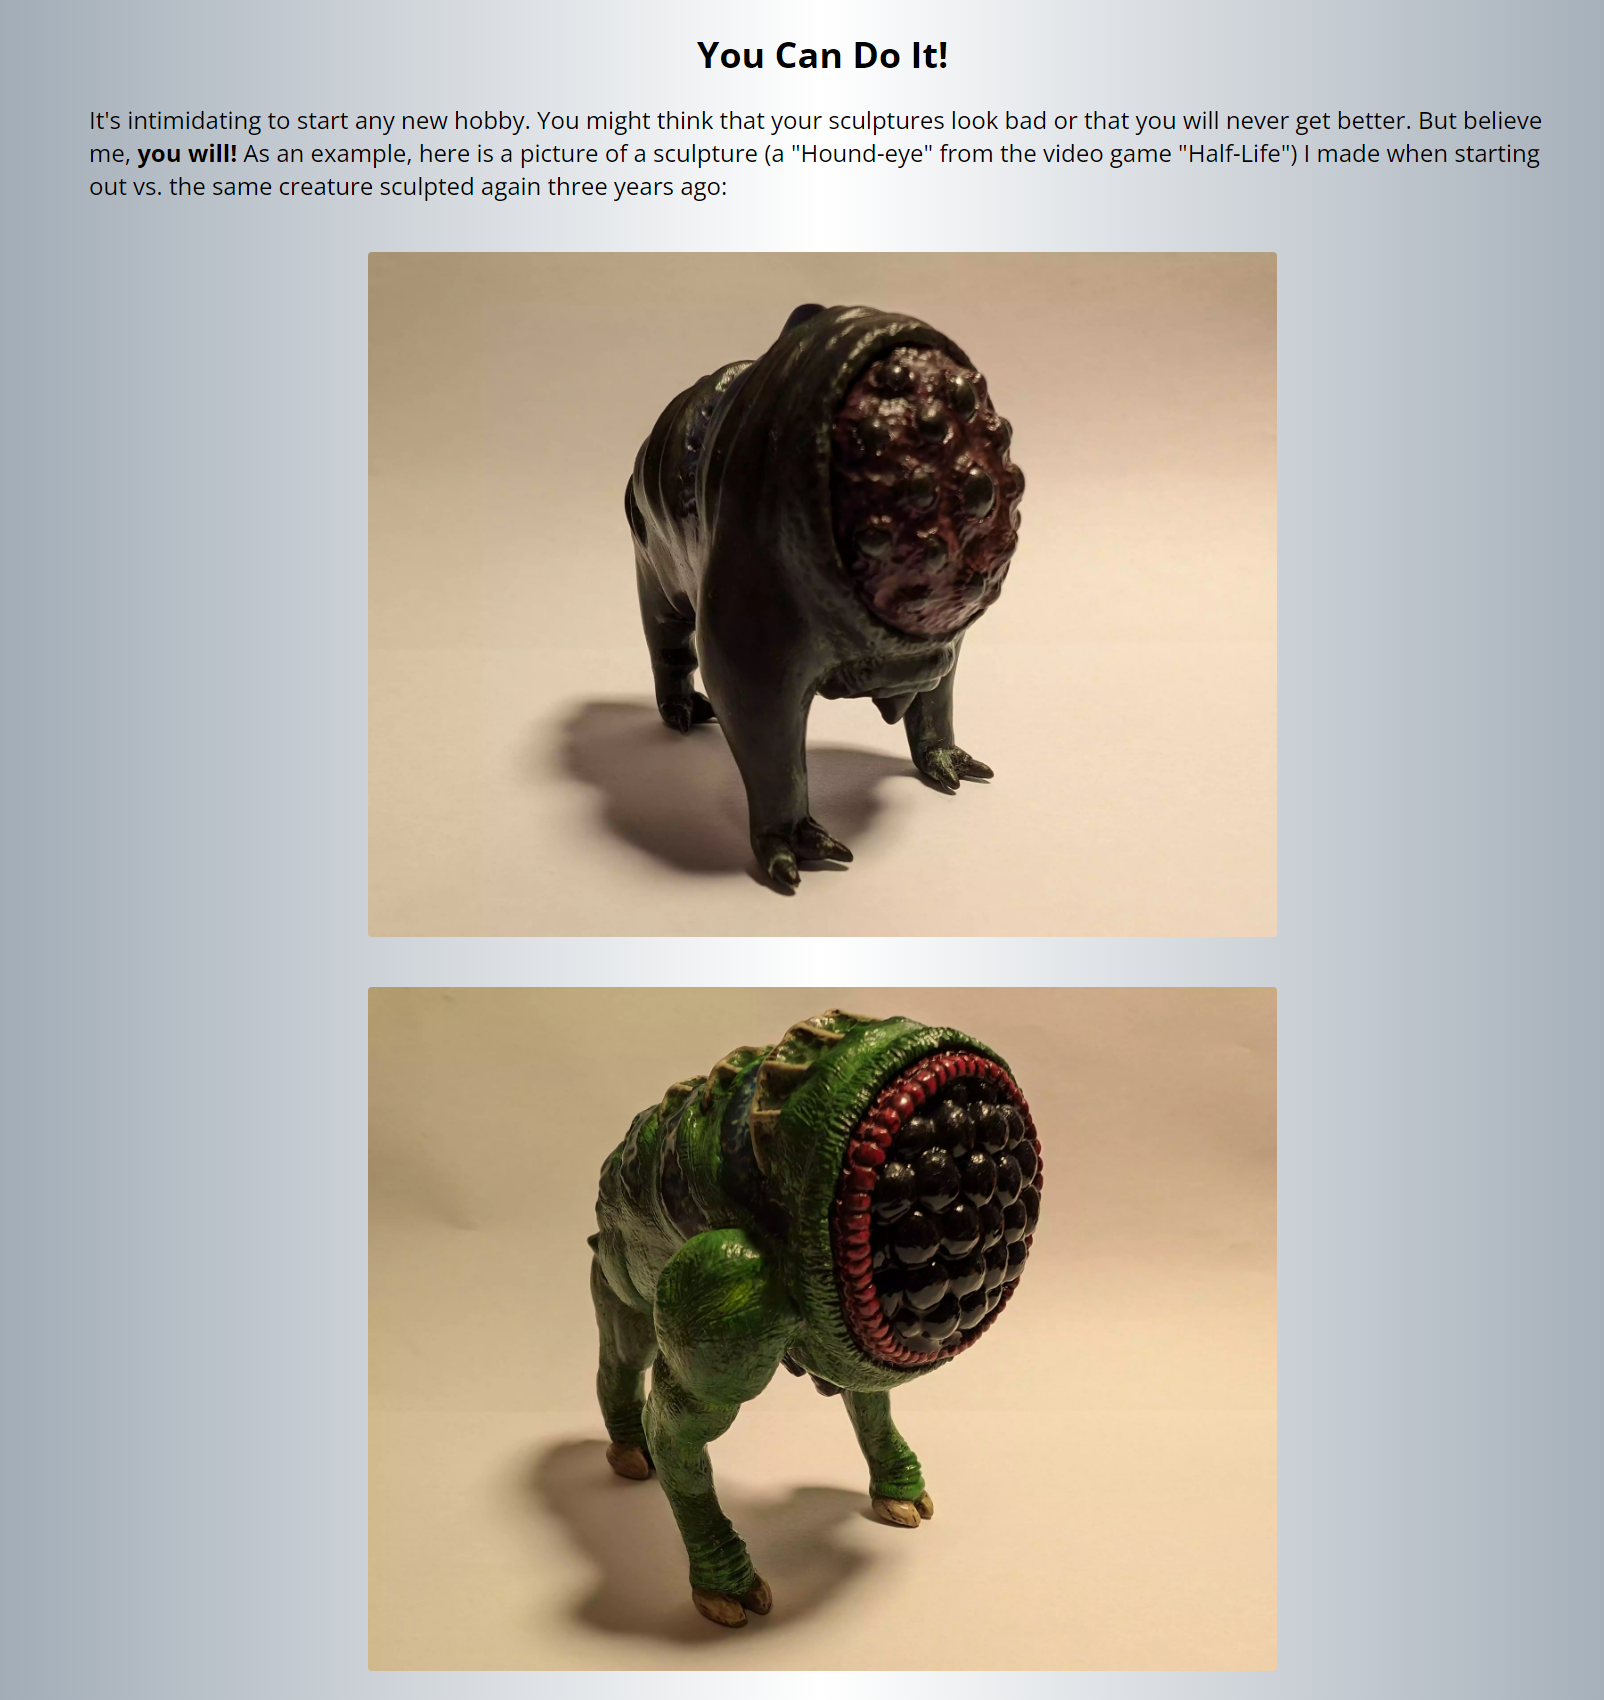 You Can Do It!
It's intimidating to start any new hobby. You might think that your sculptures look bad or that you will never get better. But believe
me, you will! As an example, here is a picture of a sculpture (a "Hound-eye" from the video game "Half-Life") I made when starting
out vs. the same creature sculpted again three years ago: